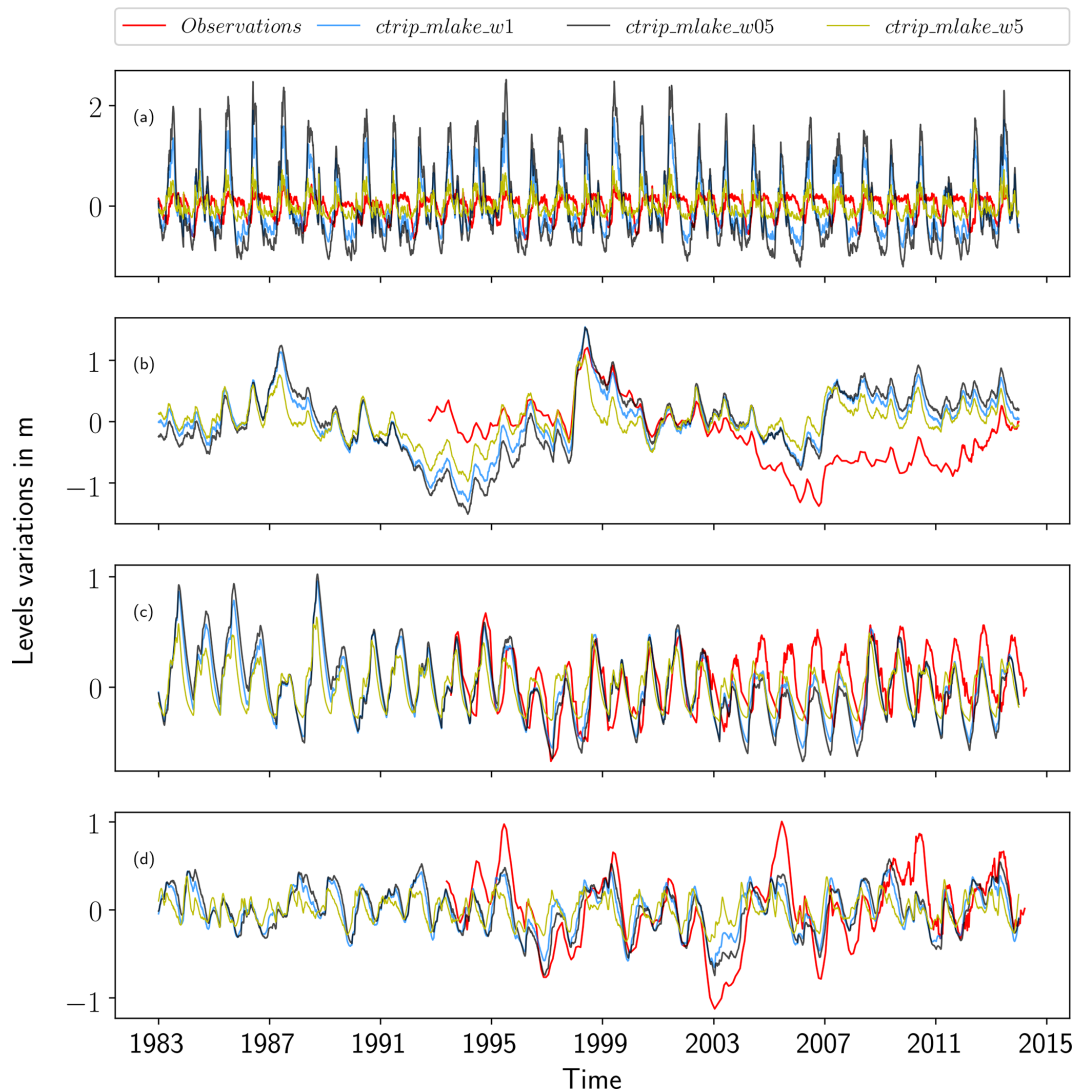 Observations ctrip_mlake_w1 ctrip_mlake_w05 ctrip_mlake_w5
(a)
2
0
(b)
1
0
−1
Levels variations in m
(c)
1
0
(d)
1
0
−1
1983 1987 1991 1995 1999 2003 2007 2011 2015
Time